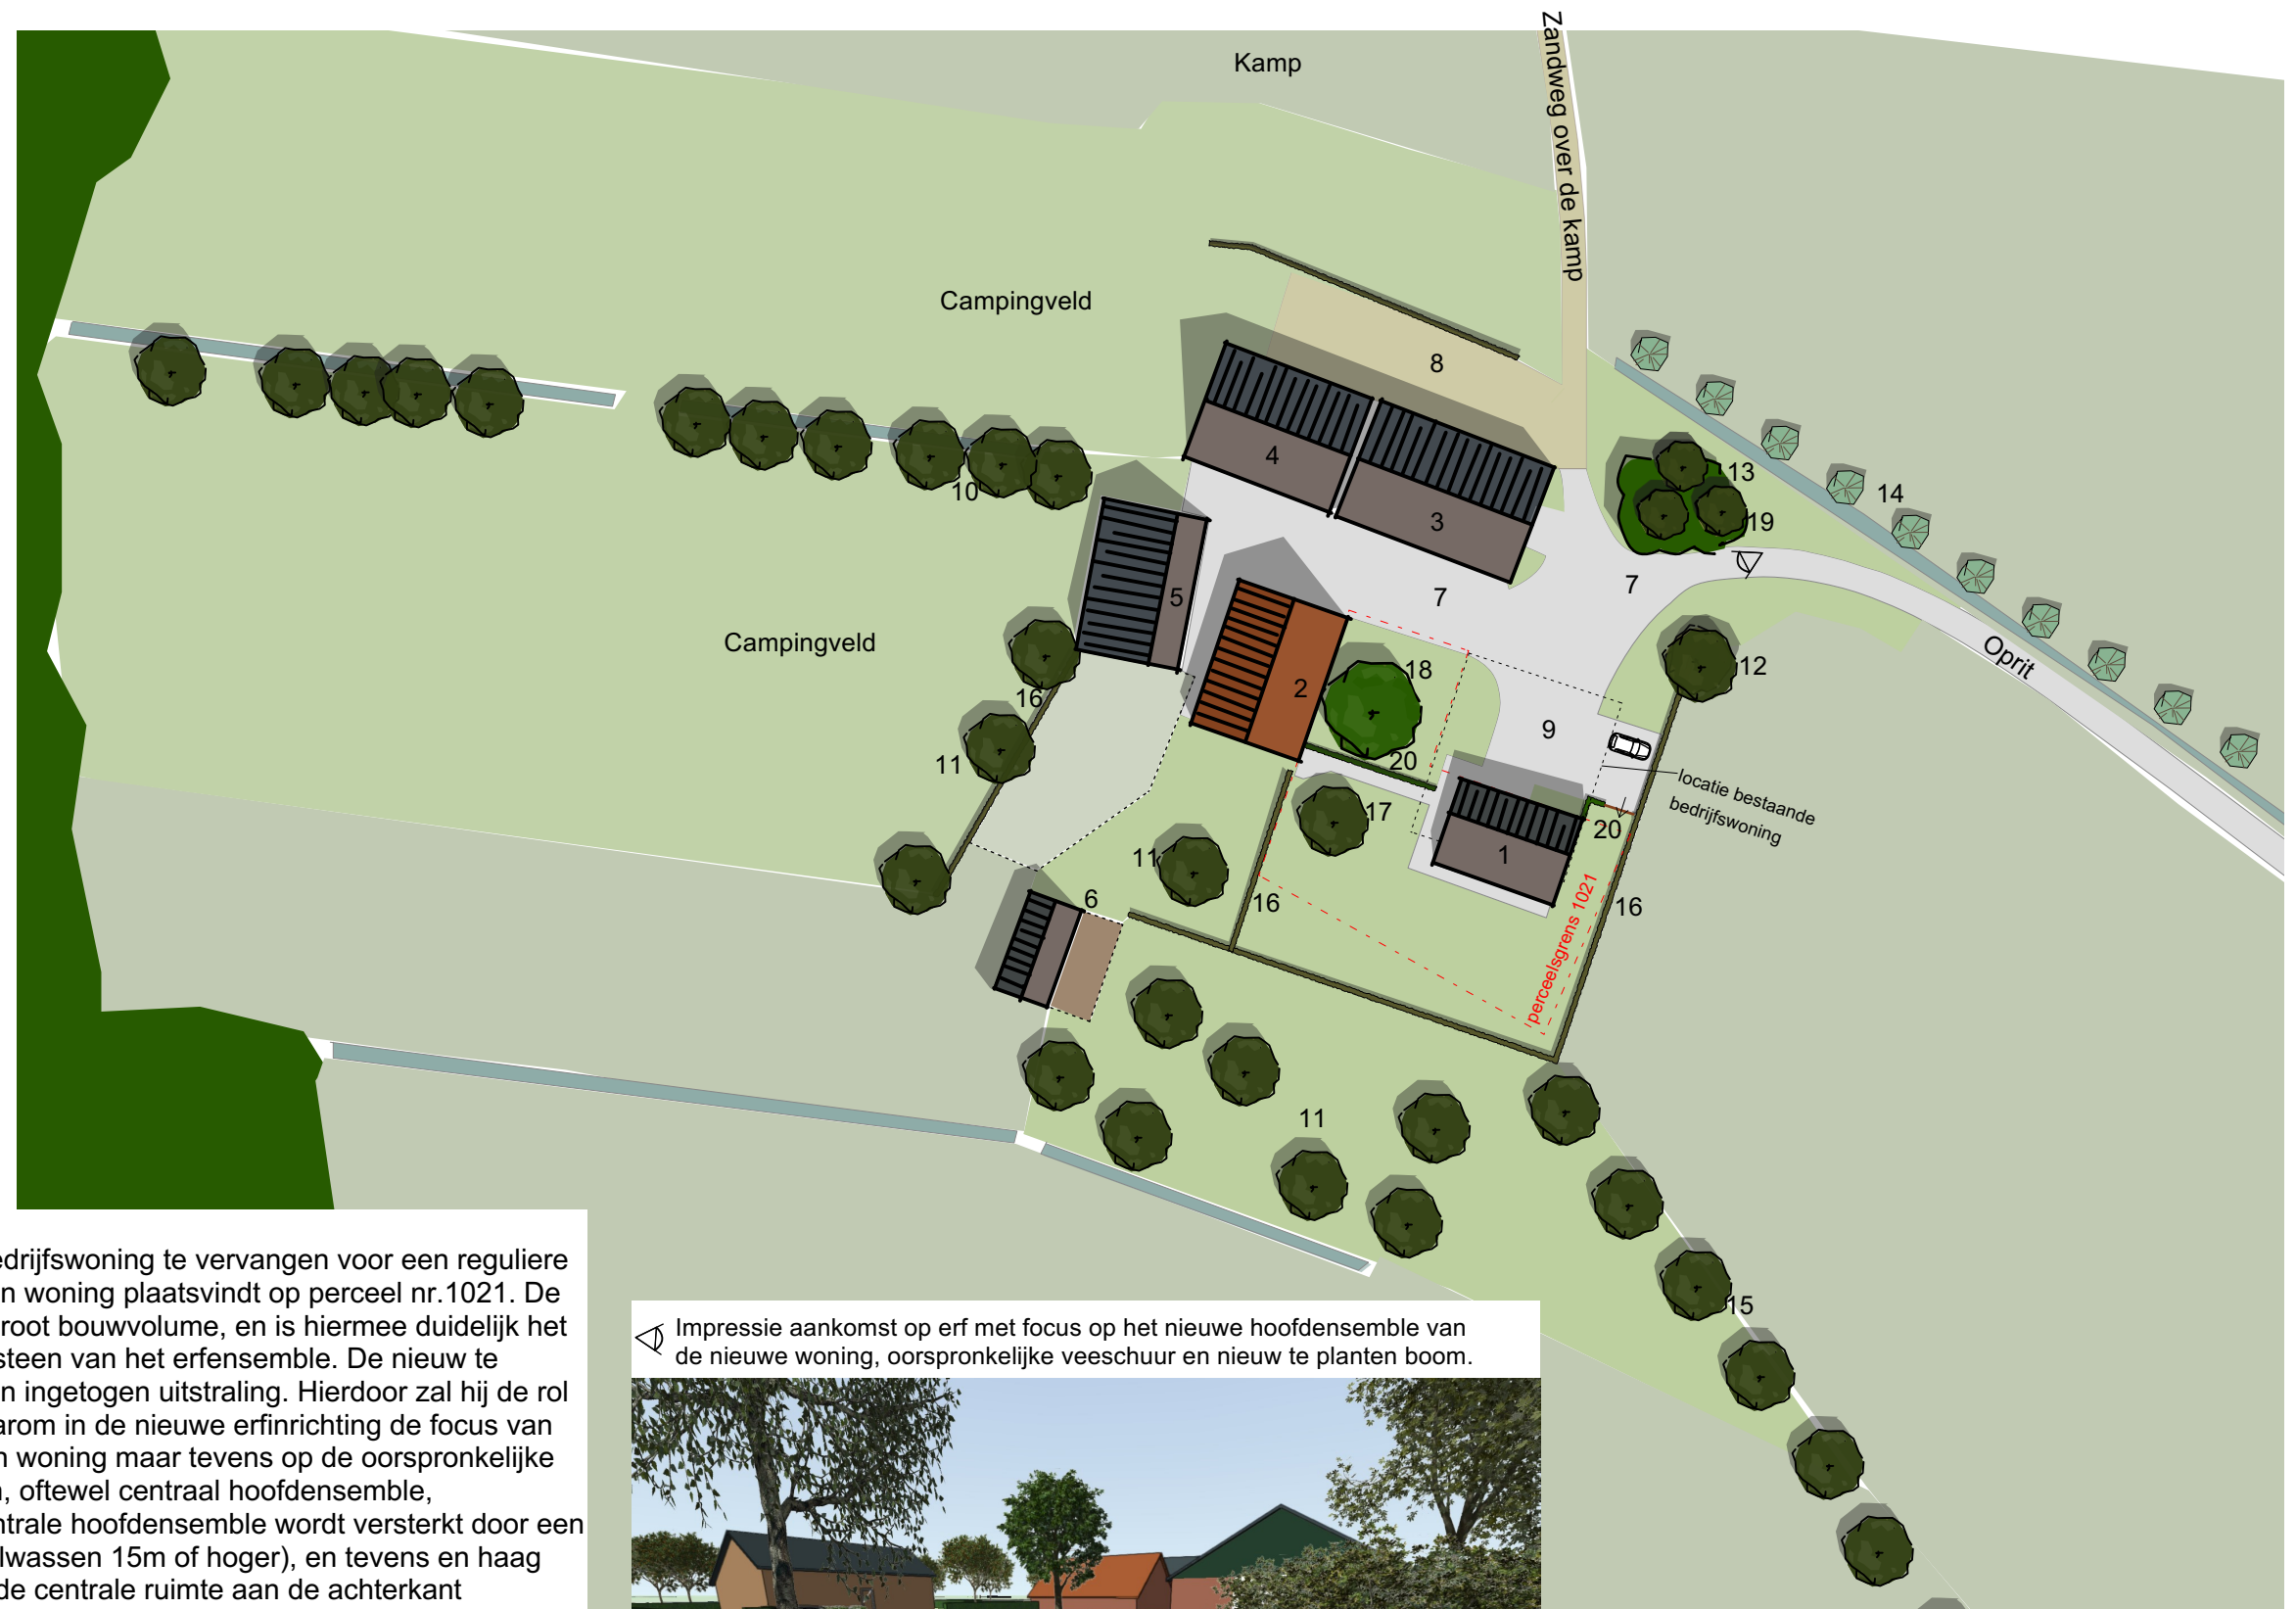 Kamp
Zandweg over de kamp
Campingveld
8
4
3
10
13
14
19
5
7
7
Campingveld
Oprit
12
18
2
16
9
11
20
locatie bestaande
bedrijfswoning
17
20
1
11
6
16
16
perceelsgrens 1021
11
15
edrijfswoning te vervangen voor een reguliere
n woning plaatsvindt op perceel nr.1021. De
root bouwvolume, en is hiermee duidelijk het
steen van het erfensemble. De nieuw te
n ingetogen uitstraling. Hierdoor zal hij de rol
arom in de nieuwe erfinrichting de focus van
n woning maar tevens op de oorspronkelijke
, oftewel centraal hoofdensemble,
ntrale hoofdensemble wordt versterkt door een
lwassen 15m of hoger), en tevens en haag
de centrale ruimte aan de achterkant
Impressie aankomst op erf met focus op het nieuwe hoofdensemble van
de nieuwe woning, oorspronkelijke veeschuur en nieuw te planten boom.